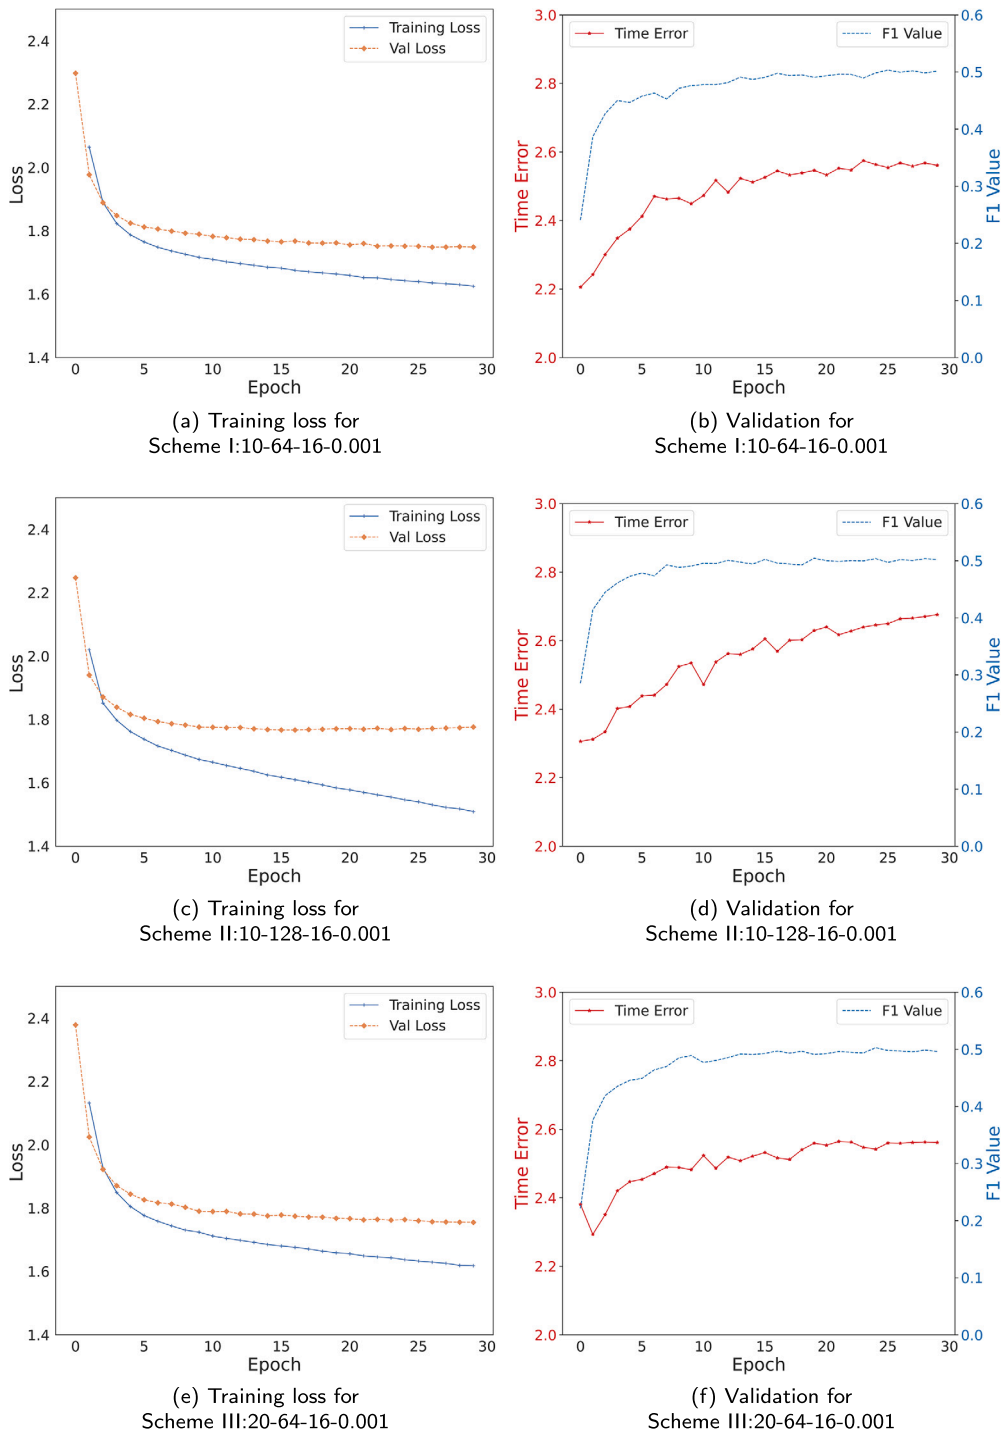 Training Loss
Val Loss
2.4
2.2
2.0
1.8
1.6
1.4
Loss
0 5 10 15 20 25 30
Epoch
(a) Training loss for
Scheme I:10-64-16-0.001
Time Error
F1 Value
3.0
2.8
2.6
2.4
2.2
2.0
Time Error
0.6
0.5
0.4
0.3
0.2
0.1
0.0
F1 Value
0 5 10 15 20 25 30
Epoch
(b) Validation for
Scheme I:10-64-16-0.001
Training Loss
Val Loss
2.4
2.2
2.0
1.8
1.6
1.4
Loss
0 5 10 15 20 25 30
Epoch
(c) Training loss for
Scheme II:10-128-16-0.001
Time Error
F1 Value
3.0
2.8
2.6
2.4
2.2
2.0
Time Error
0.6
0.5
0.4
0.3
0.2
0.1
0.0
F1 Value
0 5 10 15 20 25 30
Epoch
(d) Validation for
Scheme II:10-128-16-0.001
Training Loss
Val Loss
2.4
2.2
2.0
1.8
1.6
1.4
Loss
0 5 10 15 20 25 30
Epoch
(e) Training loss for
Scheme III:20-64-16-0.001
Time Error
F1 Value
3.0
2.8
2.6
2.4
2.2
2.0
Time Error
0.6
0.5
0.4
0.3
0.2
0.1
0.0
F1 Value
0 5 10 15 20 25 30
Epoch
(f) Validation for
Scheme III:20-64-16-0.001